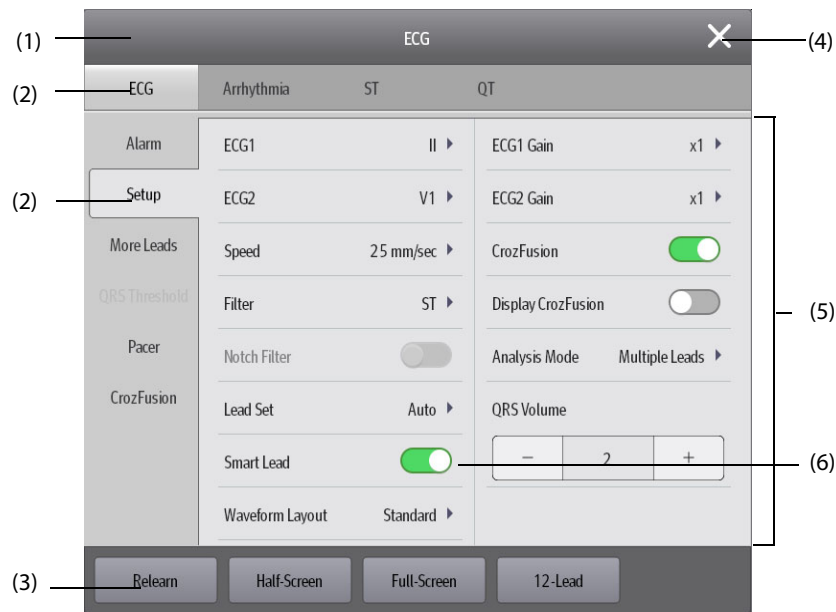 (1) ECG (4)
(2) ECG Arrhythmia ST QT
Alarm ECG1 II ECG1 Gain x1
(2) Setup ECG2 V1 ECG2 Gain x1
More Leads Speed 25 mm/sec CrozFusion
QRS Threshold Filter ST Display CrozFusion (5)
Pacer Notch Filter Analysis Mode Multiple Leads
CrozFusion Lead Set Auto QRS Volume
Smart Lead − 2 + (6)
Waveform Layout Standard
(3) Relearn Half-Screen Full-Screen 12-Lead